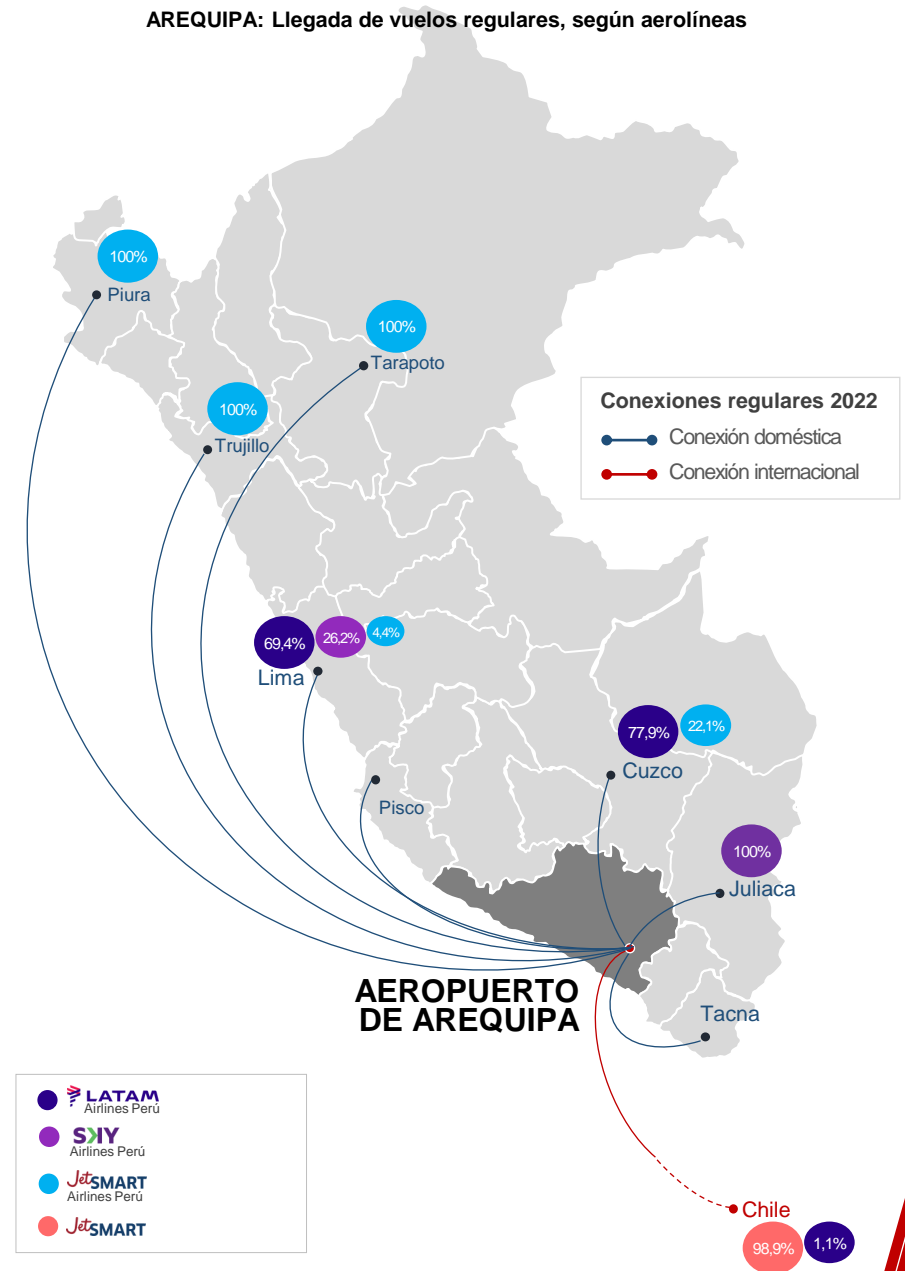 AREQUIPA: Llegada de vuelos regulares, según aerolíneas
100%
Piura
100%
Tarapoto
100%
Trujillo
Conexiones regulares 2022
Conexión doméstica
Conexión internacional
69,4%
26,2%
4,4%
Lima
77,9%
22,1%
Cuzco
Pisco
100%
Juliaca
AEROPUERTO
DE AREQUIPA
Tacna
LATAM
Airlines Perú
SKY
Airlines Perú
JetSMART
Airlines Perú
JetSMART
Chile
98,9%
1,1%